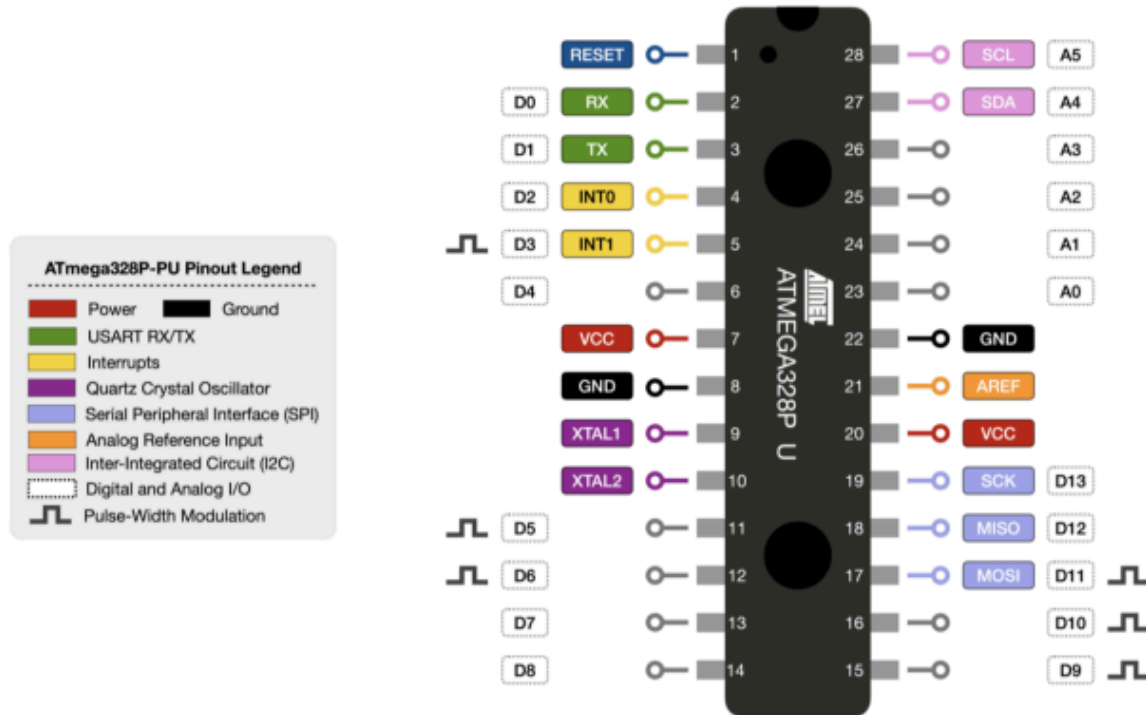 RESET 1 28 SCL A5
D0 RX 2 27 SDA A4
D1 TX 3 26 A3
D2 INT0 4 25 A2
D3 INT1 5 24 A1
D4 6 23 A0
VCC 7 22 GND
GND 8 21 AREF
XTAL1 9 20 VCC
XTAL2 10 19 SCK D13
D5 11 18 MISO D12
D6 12 17 MOSI D11
D7 13 16 D10
D8 14 15 D9
ATMEL
ATMEGA328P U
ATmega328P-PU Pinout Legend
Power Ground
USART RX/TX
Interrupts
Quartz Crystal Oscillator
Serial Peripheral Interface (SPI)
Analog Reference Input
Inter-Integrated Circuit (I2C)
Digital and Analog I/O
Pulse-Width Modulation